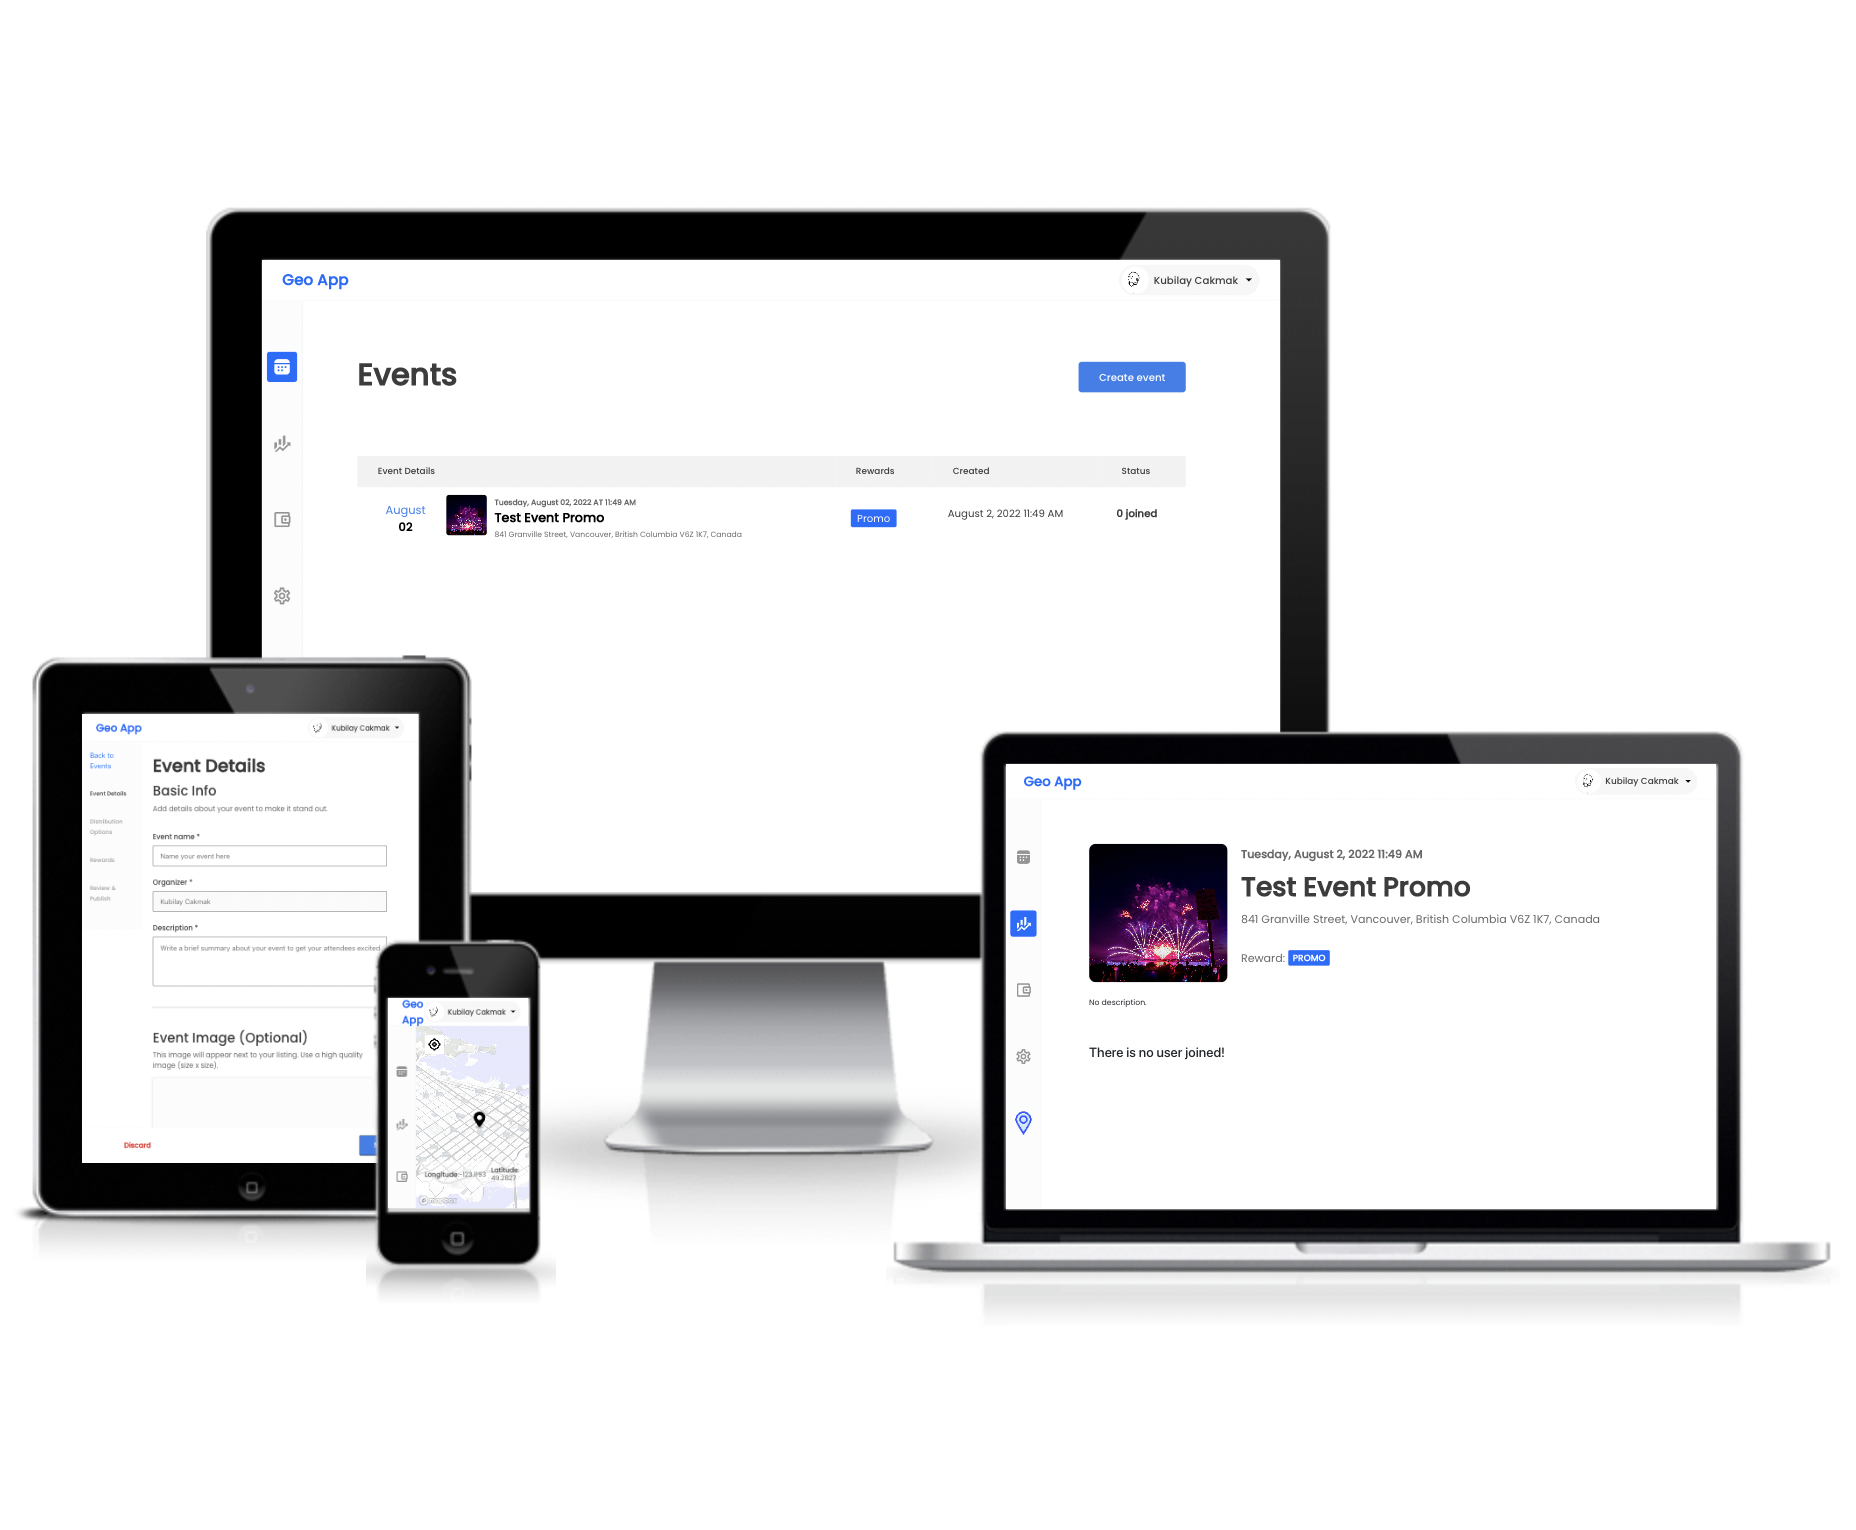 Geo App
Kubilay Cakmak
Events
Create event
Event Details
Rewards
Created
Status
August
02
Tuesday, August 02, 2022 AT 11:49 AM
Test Event Promo
841 Granville Street, Vancouver, British Columbia V6Z 1K7, Canada
Promo
August 2, 2022 11:49 AM
0 joined
Geo App
Kubilay Cakmak
Back to
Events
Event Details
Distribution
Options
Rewards
Review &
Publish
Event Details
Basic Info
Add details about your event to make it stand out.
Event name *
Name your event here
Organizer *
Kubilay Cakmak
Description *
Write a brief summary about your event to get your attendees excited.
Event Image (Optional)
This image will appear next to your listing. Use a high quality
image (size x size).
Discard
Geo
App
Kubilay Cakmak
Longitude:
Latitude:
49.2827
Geo App
Kubilay Cakmak
Tuesday, August 2, 2022 11:49 AM
Test Event Promo
841 Granville Street, Vancouver, British Columbia V6Z 1K7, Canada
Reward: PROMO
No description.
There is no user joined!